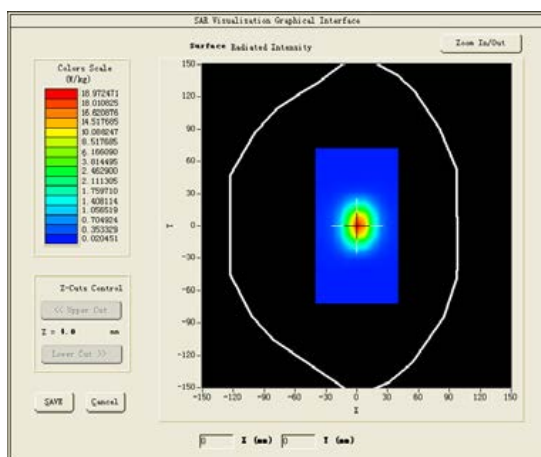 SAR Visualization Graphical Interface
Surface Radiated Intensity
Zoom In/Out
Colors Scale
(W/kg)
18.972471
18.010825
16.620876
14.517685
10.086247
8.517685
6.166090
3.814495
2.462900
2.111305
1.759710
1.408114
1.056519
0.704924
0.353329
0.020451
Z-Cuts Control
<< Upper Cut
Z = 4.0 mm
Lower Cut >>
SAVE
Cancel
150
120
90
60
30
0
-30
-60
-90
-120
-150
Y
-150 -120 -90 -60 -30 0 30 60 90 120 150
X
0 X (mm) 0 Y (mm)